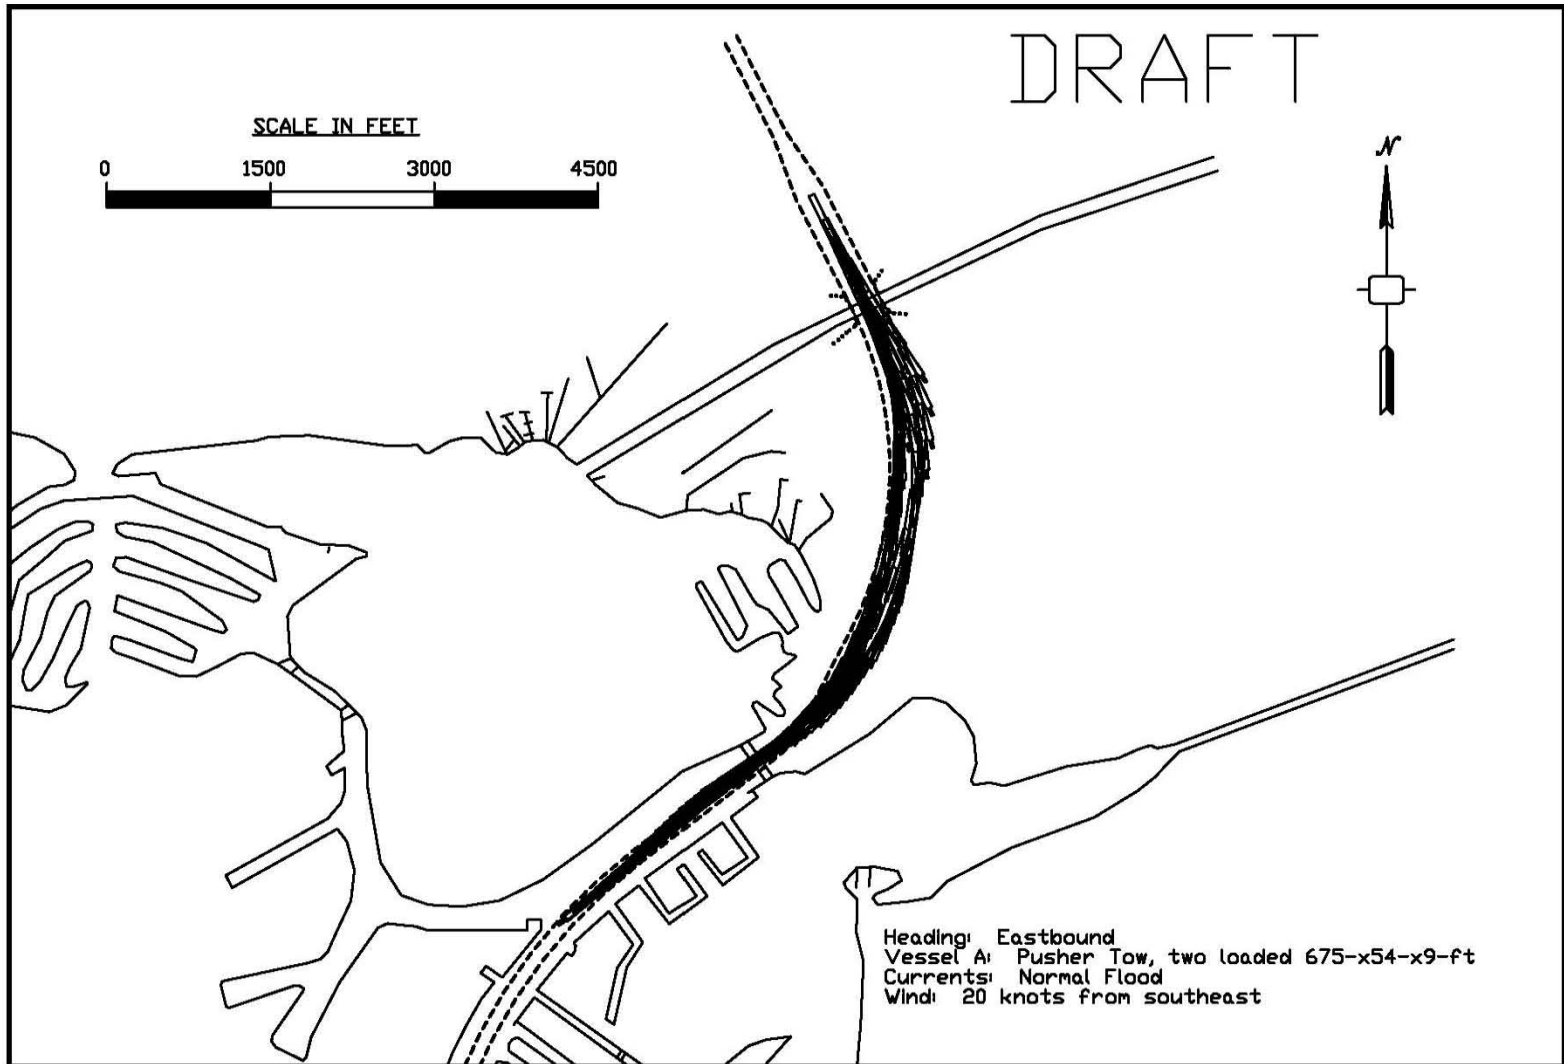 DRAFT
SCALE IN FEET
0 1500 3000 4500
N
Heading: Eastbound
Vessel A: Pusher Tow, two loaded 675-x54-x9-ft
Currents: Normal Flood
Wind: 20 knots from southeast